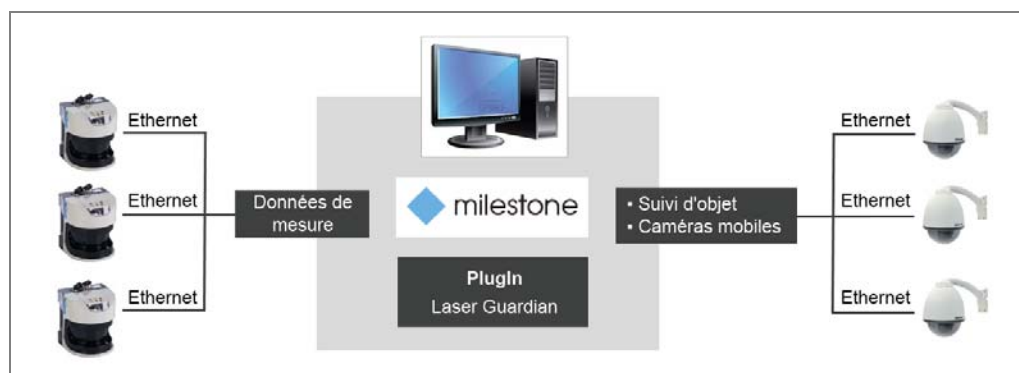 Ethernet
Ethernet
Ethernet
Données de
mesure
milestone
PlugIn
Laser Guardian
• Suivi d'objet
• Caméras mobiles
Ethernet
Ethernet
Ethernet